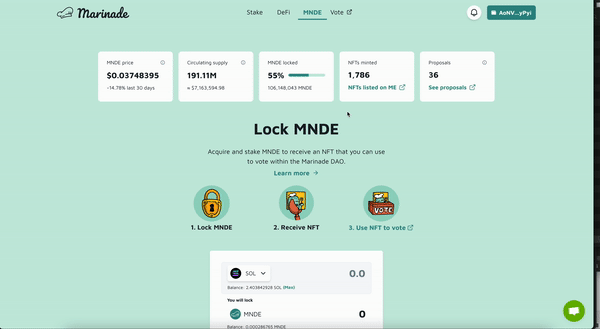 Marinade
Stake DeFi MNDE Vote
AoNV...yPyi
MNDE price
$0.03748395
-14.78% last 30 days
Circulating supply
191.11M
≈ $7,163,594.98
MNDE locked
55%
106,148,043 MNDE
NFTs minted
1,786
NFTs listed on ME
Proposals
36
See proposals
Lock MNDE
Acquire and stake MNDE to receive an NFT that you can use
to vote within the Marinade DAO.
Learn more →
VOTE
1. Lock MNDE
2. Receive NFT
3. Use NFT to vote
SOL
0.0
Balance: 2.403842928 SOL (Max)
You will lock
MNDE
0
Balance: 0.000286765 MNDE